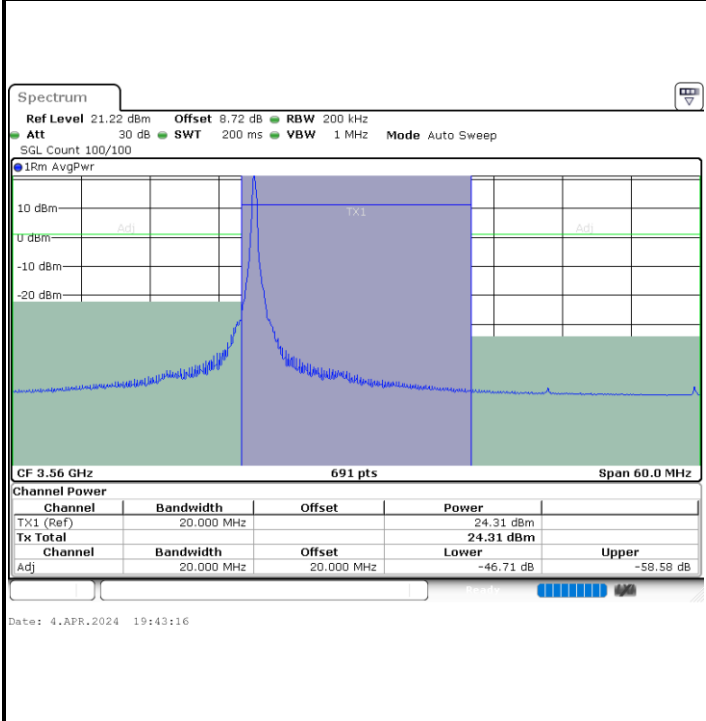 Spectrum
Ref Level 21.22 dBm Offset 8.72 dB RBW 200 kHz
Att 30 dB SWT 200 ms VBW 1 MHz Mode Auto Sweep
SGL Count 100/100
1Rm AvgPwr
10 dBm
TX1
Adj Adj
0 dBm
-10 dBm
-20 dBm
CF 3.56 GHz 691 pts Span 60.0 MHz
Channel Power
Channel Bandwidth Offset Power
TX1 (Ref) 20.000 MHz 24.31 dBm
Tx Total 24.31 dBm
Channel Bandwidth Offset Lower Upper
Adj 20.000 MHz 20.000 MHz -46.71 dB -58.58 dB
Ready
Date: 4.APR.2024 19:43:16